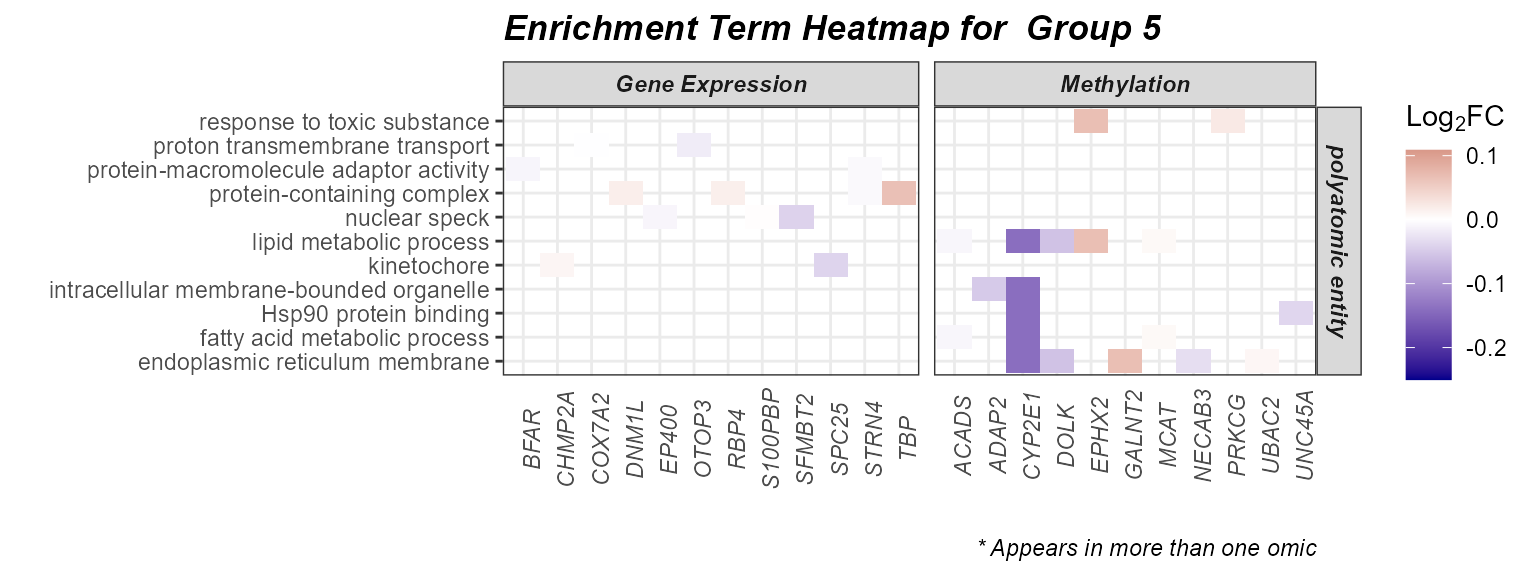 Enrichment Term Heatmap for  Group 5
Gene Expression
Methylation
response to toxic substance
proton transmembrane transport
protein-macromolecule adaptor activity
protein-containing complex
nuclear speck
lipid metabolic process
kinetochore
intracellular membrane-bounded organelle
Hsp90 protein binding
fatty acid metabolic process
endoplasmic reticulum membrane
polyatomic entity
Log₂FC
0.1
0.0
-0.1
-0.2
BFAR
CHMP2A
COX7A2
DNM1L
EP400
OTOP3
RBP4
S100PBP
SFMBT2
SPC25
STRN4
TBP
ACADS
ADAP2
CYP2E1
DOLK
EPHX2
GALNT2
MCAT
NECAB3
PRKCG
UBAC2
UNC45A
* Appears in more than one omic